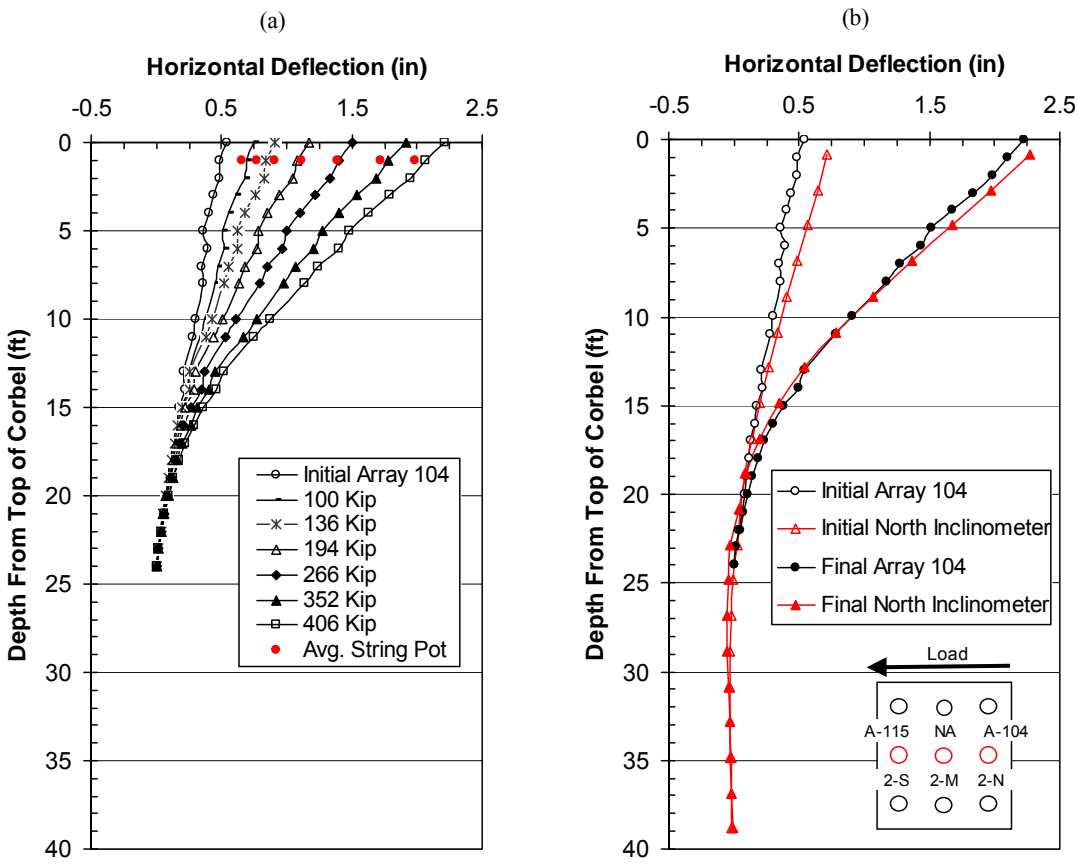 (a)
Horizontal Deflection (in)
-0.5 0.5 1.5 2.5
0
5
10
15
20
25
30
35
40
Depth From Top of Corbel (ft)
Initial Array 104
100 Kip
136 Kip
194 Kip
266 Kip
352 Kip
406 Kip
Avg. String Pot
(b)
Horizontal Deflection (in)
-0.5 0.5 1.5 2.5
0
5
10
15
20
25
30
35
40
Depth From Top of Corbel (ft)
Initial Array 104
Initial North Inclinometer
Final Array 104
Final North Inclinometer
Load
A-115 NA A-104
2-S 2-M 2-N